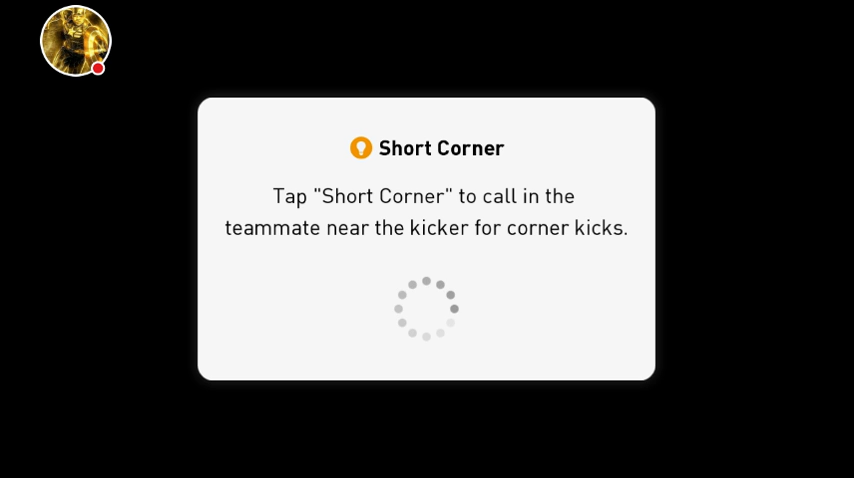 Short Corner
Tap "Short Corner" to call in the
teammate near the kicker for corner kicks.